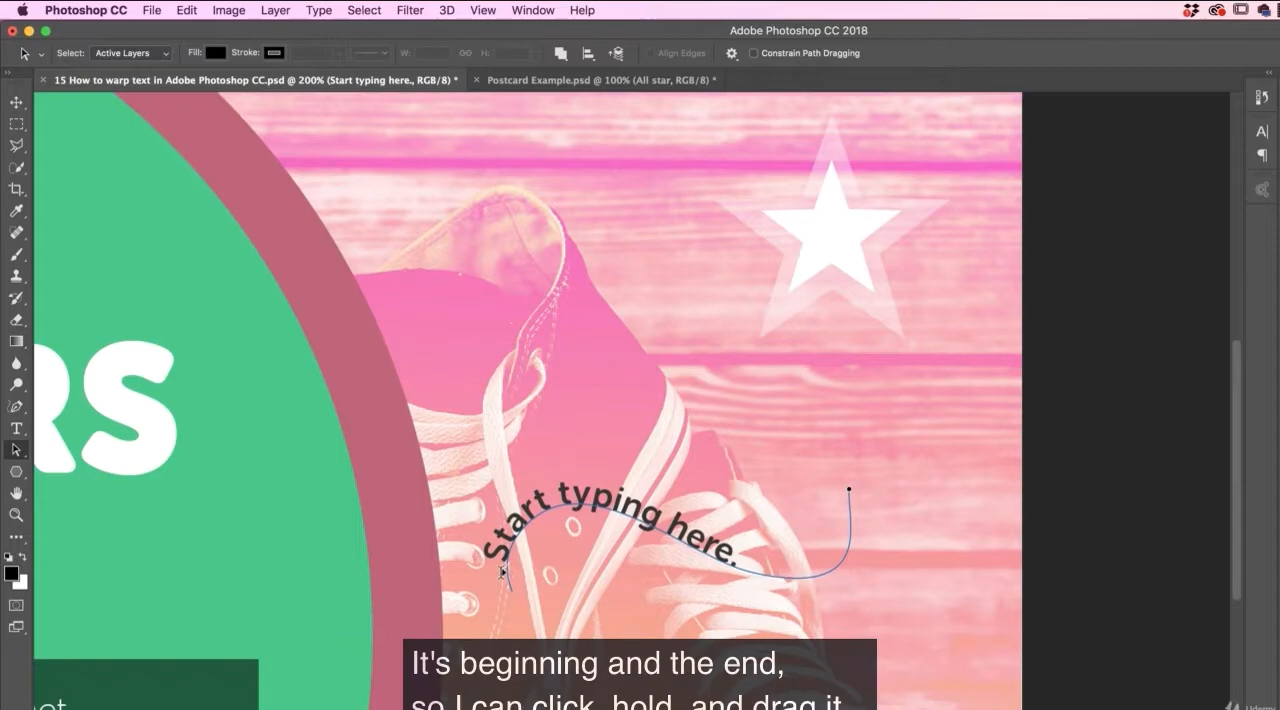 Photoshop CC File Edit Image Layer Type Select Filter 3D View Window Help
Adobe Photoshop CC 2018
Select: Active Layers Fill: Stroke: W: H: Align Edges Constrain Path Dragging
15 How to warp text in Adobe Photoshop CC.psd @ 200% (Start typing here., RGB/8) *
Postcard Example.psd @ 100% (All star, RGB/8) *
RS
Start typing here.
It's beginning and the end,
so I can click, hold, and drag it
Udemy